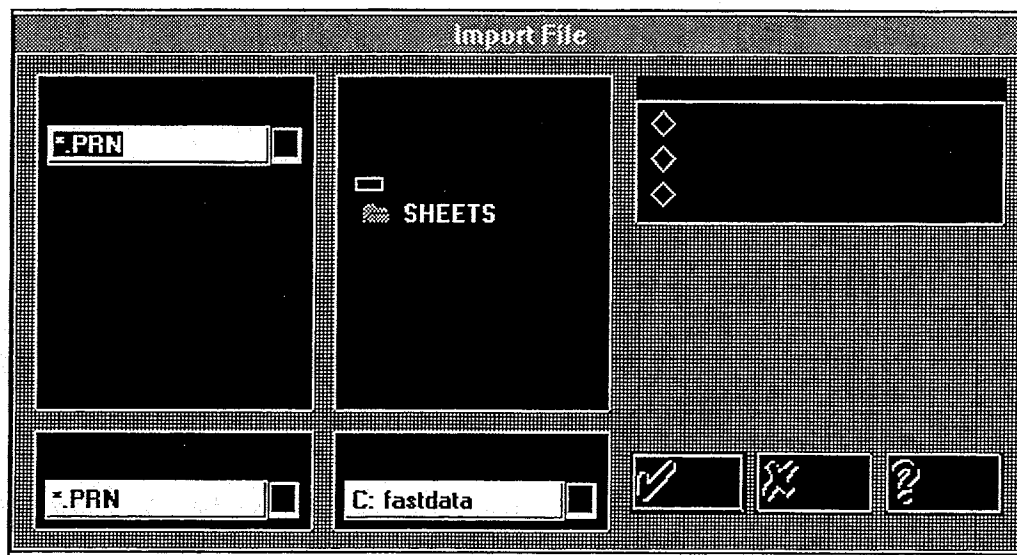 Import File
*.PRN
SHEETS
*.PRN
C: fastdata